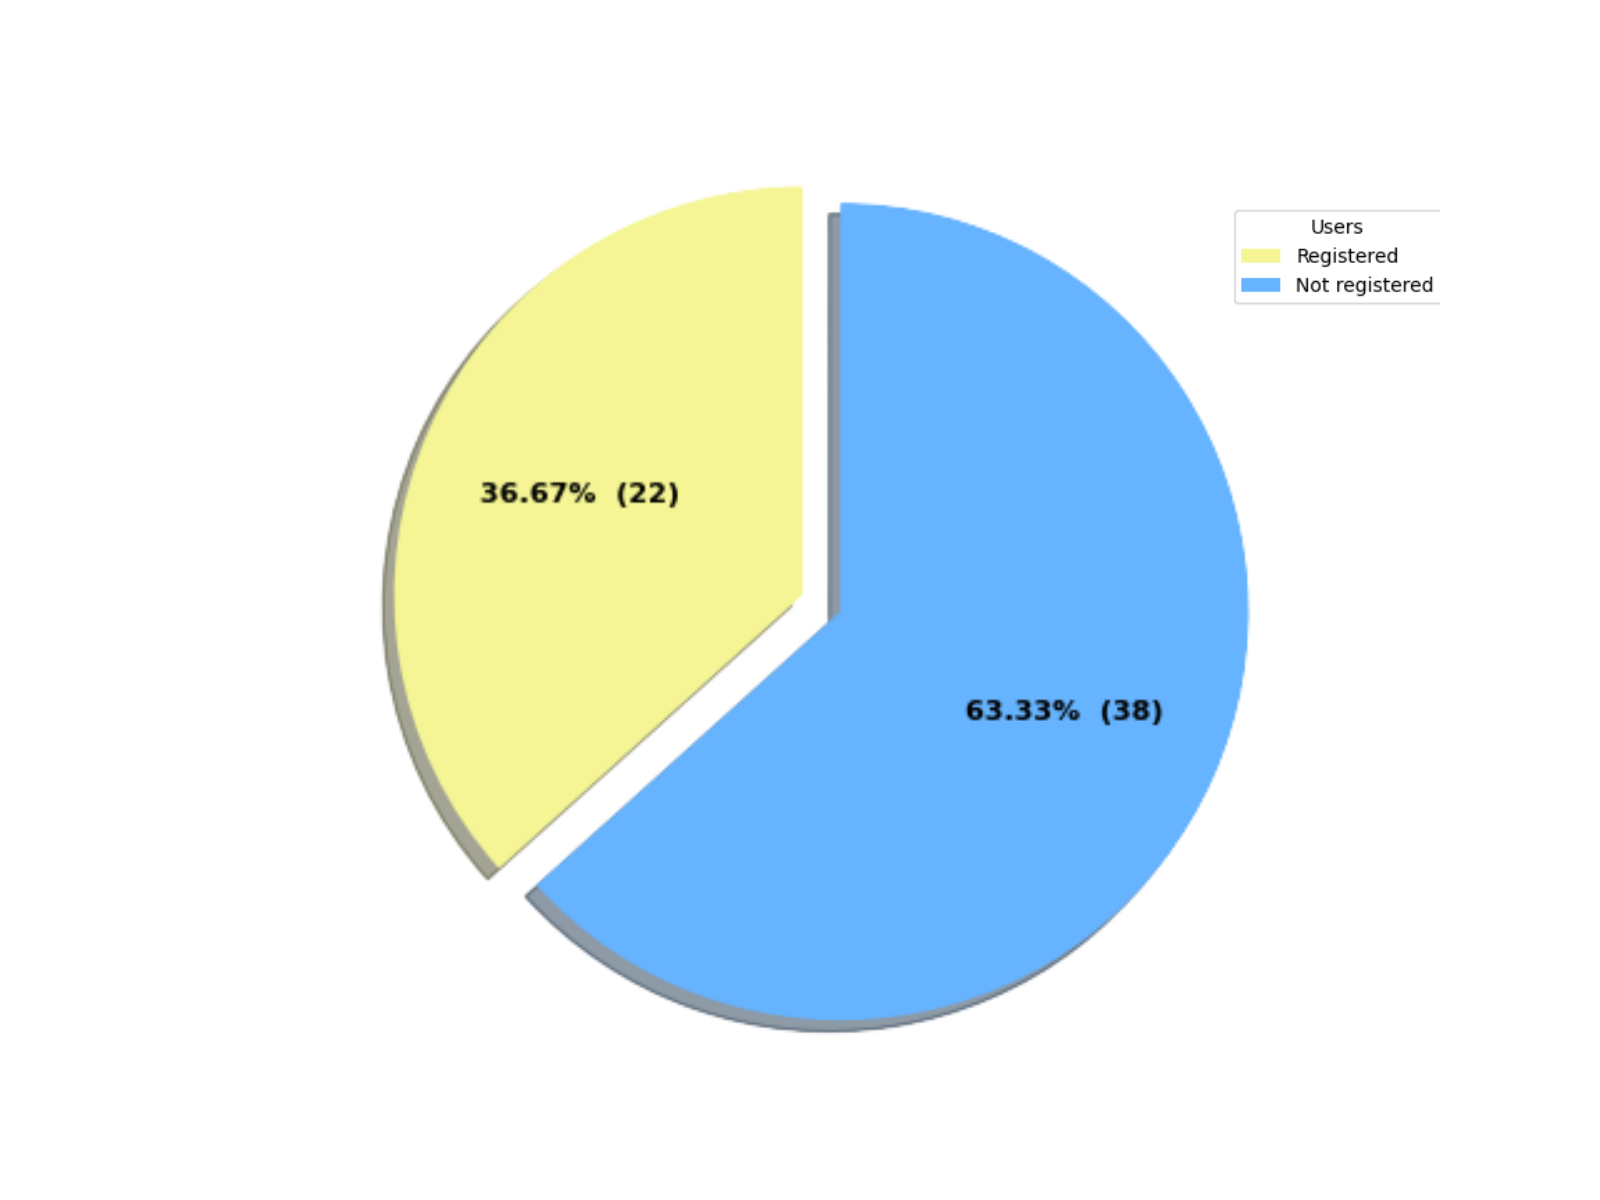 Users
Registered
Not registered
36.67% (22)
63.33% (38)